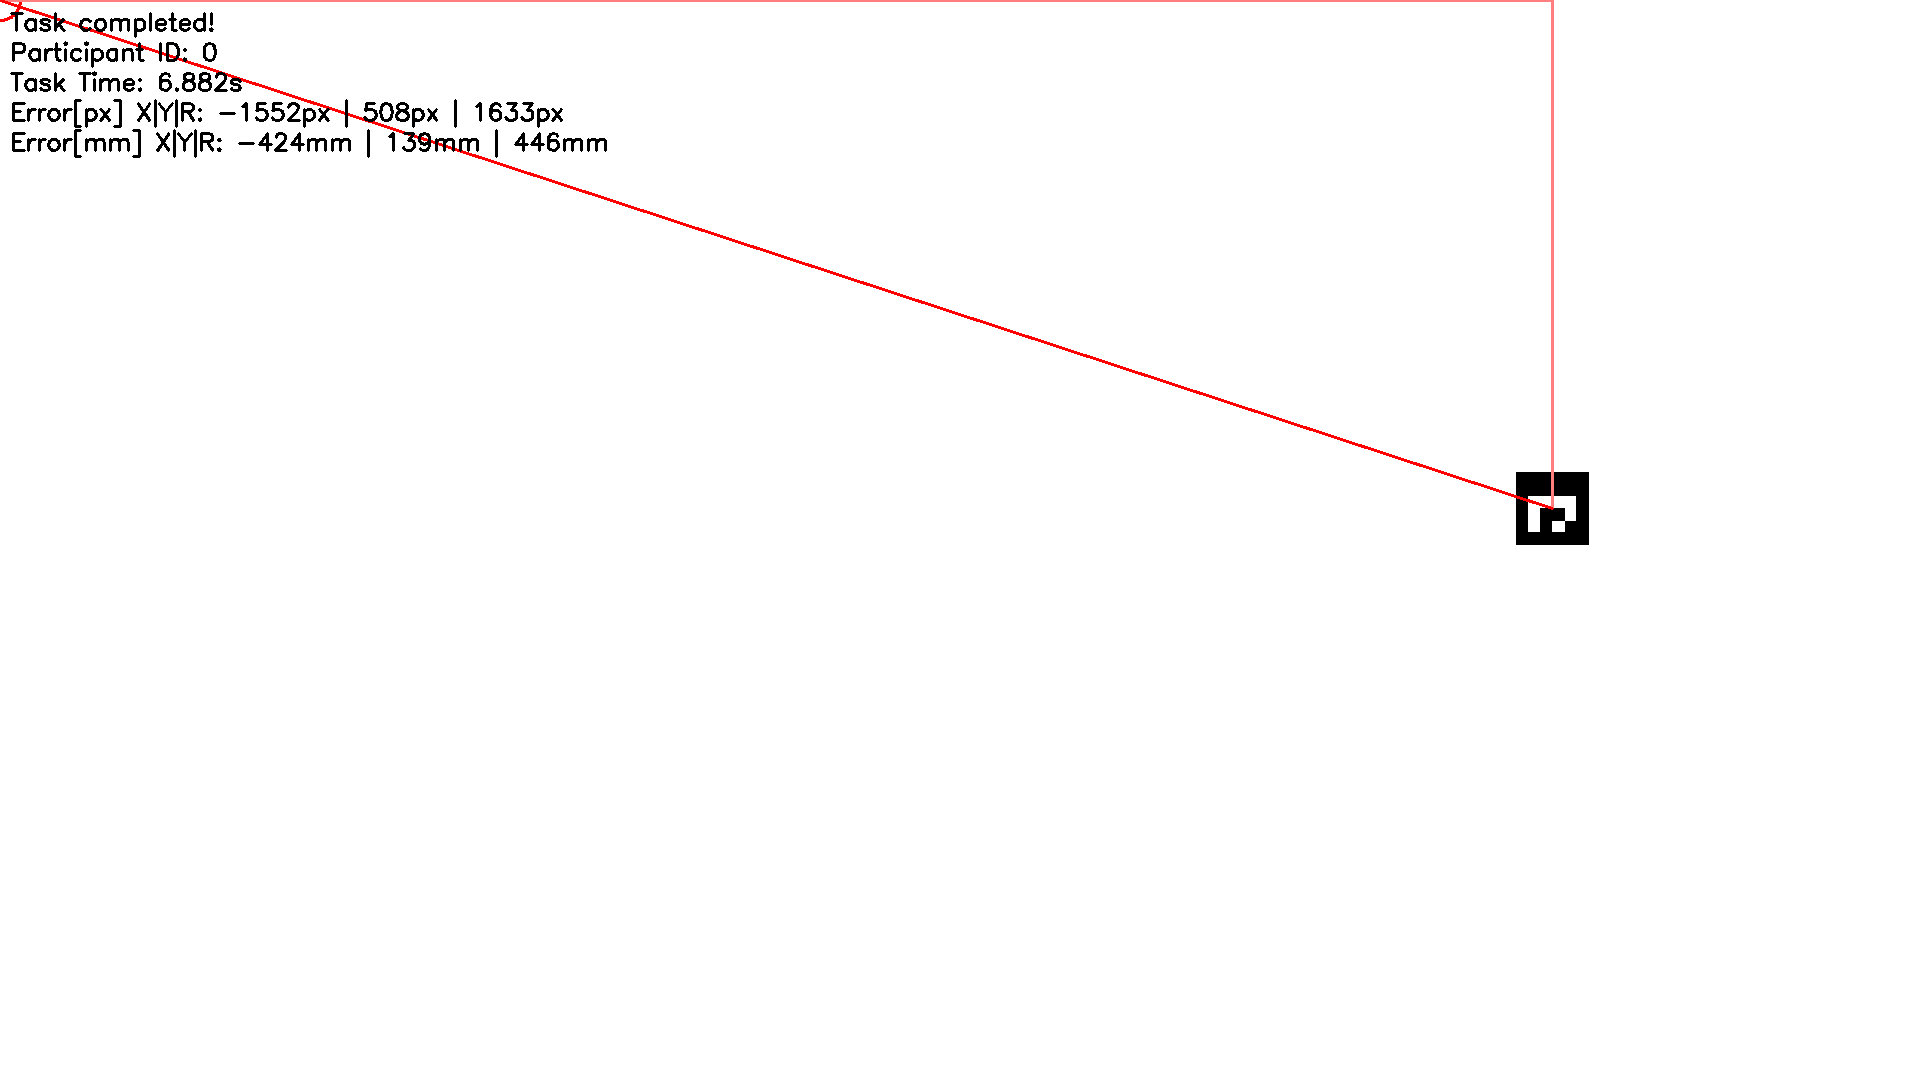 Task completed!
Participant ID: 0
Task Time: 6.882s
Error[px] X|Y|R: -1552px | 508px | 1633px
Error[mm] X|Y|R: -424mm | 139mm | 446mm